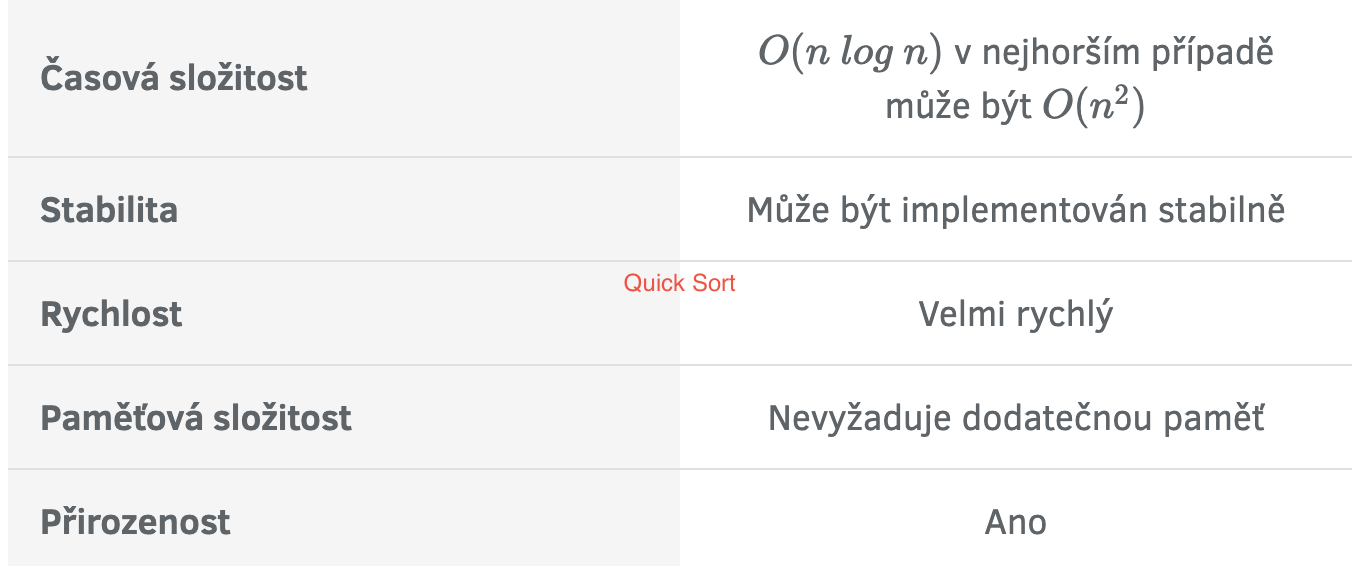 Časová složitost
O(n log n) v nejhorším případě
může být O(n²)
Stabilita
Může být implementován stabilně
Quick Sort
Rychlost
Velmi rychlý
Paměťová složitost
Nevyžaduje dodatečnou paměť
Přirozenost
Ano